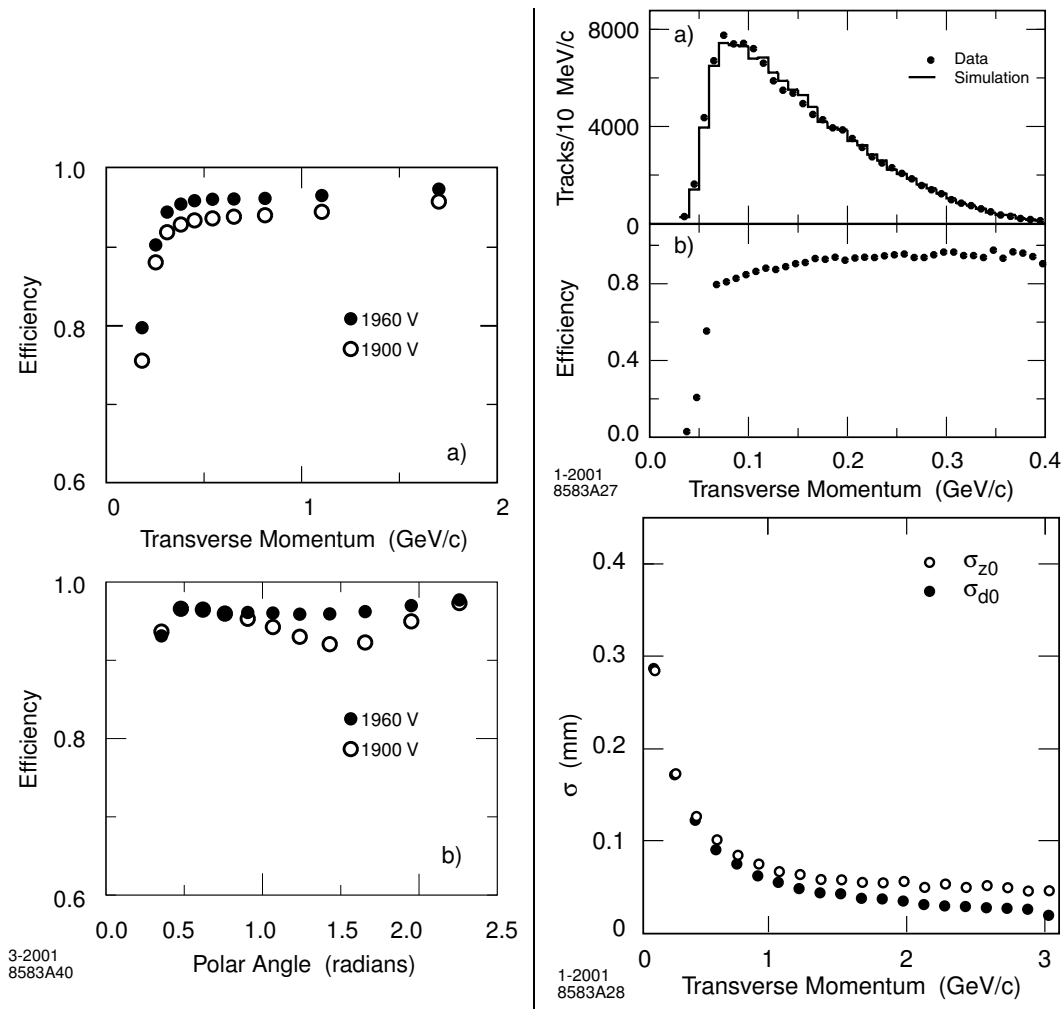 1.0
0.8
0.6
Efficiency
1960 V
1900 V
a)
0
1
2
Transverse Momentum (GeV/c)
1.0
0.8
0.6
Efficiency
1960 V
1900 V
b)
0.0
0.5
1.0
1.5
2.0
2.5
Polar Angle (radians)
3-2001
8583A40
8000
4000
0
Tracks/10 MeV/c
a)
Data
Simulation
b)
0.8
0.4
0.0
Efficiency
0.0
0.1
0.2
0.3
0.4
Transverse Momentum (GeV/c)
1-2001
8583A27
0.4
0.3
0.2
0.1
0
σ (mm)
σz0
σd0
0
1
2
3
Transverse Momentum (GeV/c)
1-2001
8583A28